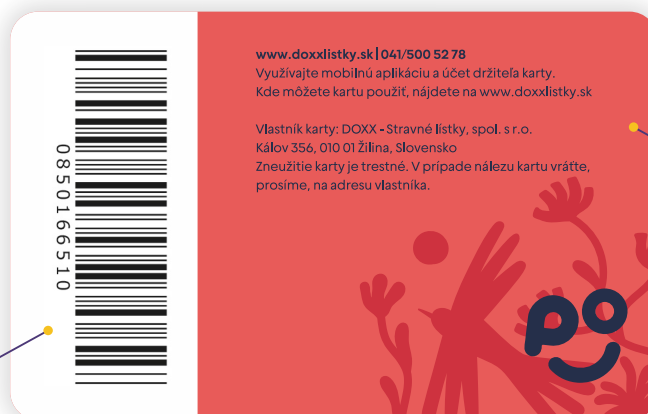 0850166510
www.doxxlistky.sk | 041/500 52 78
Využívajte mobilnú aplikáciu a účet držiteľa karty.
Kde môžete kartu použiť, nájdete na www.doxxlistky.sk
Vlastník karty: DOXX - Stravné lístky, spol. s r.o.
Kálov 356, 010 01 Žilina, Slovensko
Zneužitie karty je trestné. V prípade nálezu kartu vráťte,
prosíme, na adresu vlastníka.
po